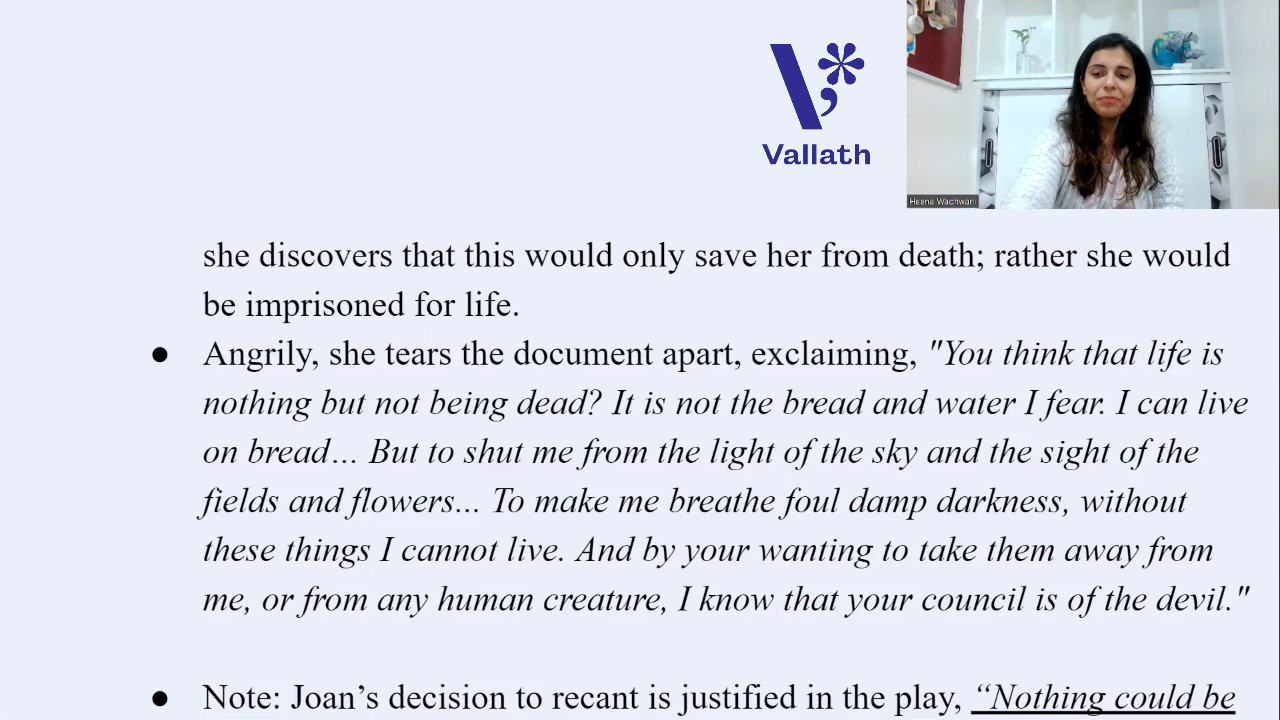 Vallath
Heena Wachwani
she discovers that this would only save her from death; rather she would
be imprisoned for life.
● Angrily, she tears the document apart, exclaiming, "You think that life is
nothing but not being dead? It is not the bread and water I fear. I can live
on bread... But to shut me from the light of the sky and the sight of the
fields and flowers... To make me breathe foul damp darkness, without
these things I cannot live. And by your wanting to take them away from
me, or from any human creature, I know that your council is of the devil."
● Note: Joan’s decision to recant is justified in the play, “Nothing could be